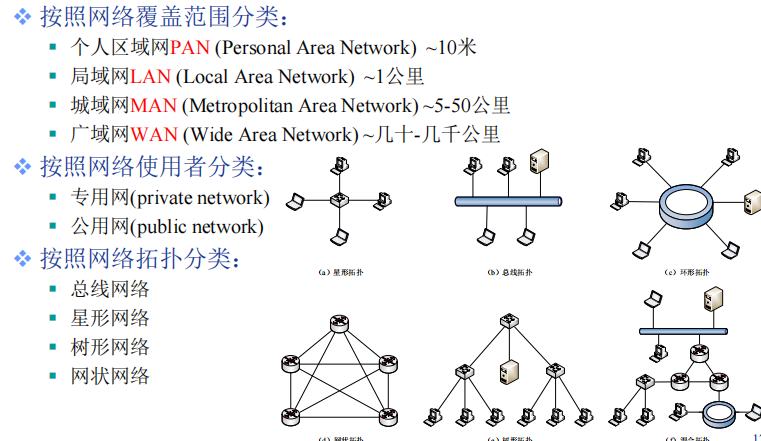 按照网络覆盖范围分类：
个人区域网PAN (Personal Area Network) ~10米
局域网LAN (Local Area Network) ~1公里
城域网MAN (Metropolitan Area Network) ~5-50公里
广域网WAN (Wide Area Network) ~几十-几千公里
按照网络使用者分类：
专用网(private network)
公用网(public network)
按照网络拓扑分类：
总线网络
星形网络
树形网络
网状网络
（a）星形拓扑
（b）总线拓扑
（c）环形拓扑
（d）网状拓扑
（e）树形拓扑
（f）混合拓扑